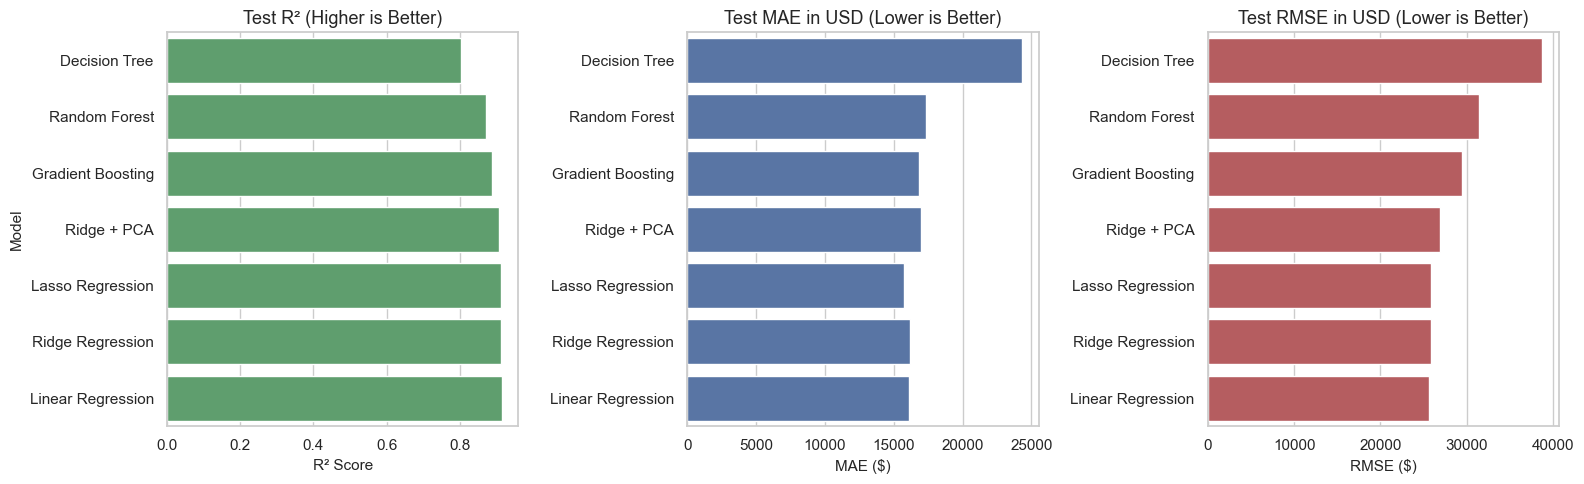 Test R² (Higher is Better)
Model
Decision Tree
Random Forest
Gradient Boosting
Ridge + PCA
Lasso Regression
Ridge Regression
Linear Regression
0.0 0.2 0.4 0.6 0.8
R² Score
Test MAE in USD (Lower is Better)
Decision Tree
Random Forest
Gradient Boosting
Ridge + PCA
Lasso Regression
Ridge Regression
Linear Regression
0 5000 10000 15000 20000 25000
MAE ($)
Test RMSE in USD (Lower is Better)
Decision Tree
Random Forest
Gradient Boosting
Ridge + PCA
Lasso Regression
Ridge Regression
Linear Regression
0 10000 20000 30000 40000
RMSE ($)